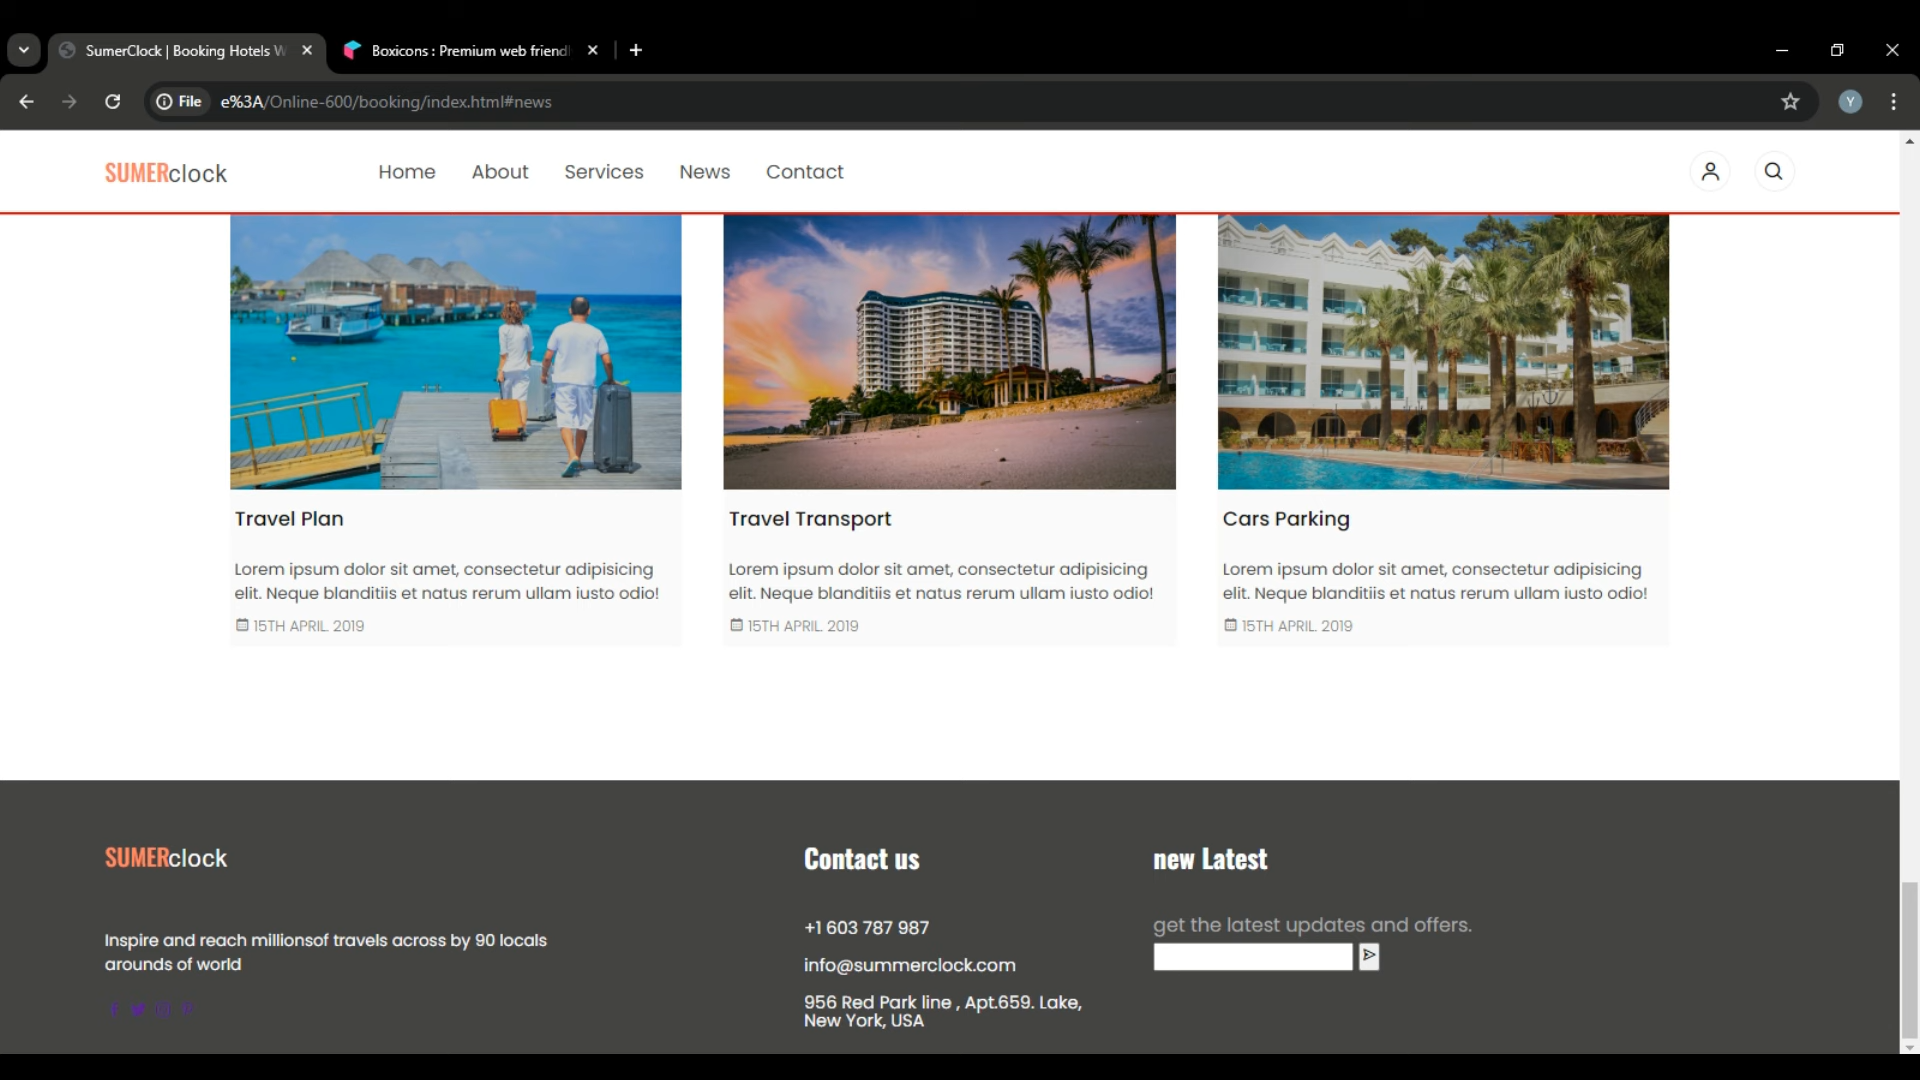 SumerClock | Booking Hotels W
Boxicons : Premium web friend
File e%3A/Online-600/booking/index.html#news
Y
SUMERclock
Home About Services News Contact
Travel Plan
Lorem ipsum dolor sit amet, consectetur adipisicing
elit. Neque blanditiis et natus rerum ullam iusto odio!
15TH APRIL. 2019
Travel Transport
Lorem ipsum dolor sit amet, consectetur adipisicing
elit. Neque blanditiis et natus rerum ullam iusto odio!
15TH APRIL. 2019
Cars Parking
Lorem ipsum dolor sit amet, consectetur adipisicing
elit. Neque blanditiis et natus rerum ullam iusto odio!
15TH APRIL. 2019
SUMERclock
Inspire and reach millionsof travels across by 90 locals
arounds of world
Contact us
+1 603 787 987
info@summerclock.com
956 Red Park line , Apt.659. Lake,
New York, USA
new Latest
get the latest updates and offers.